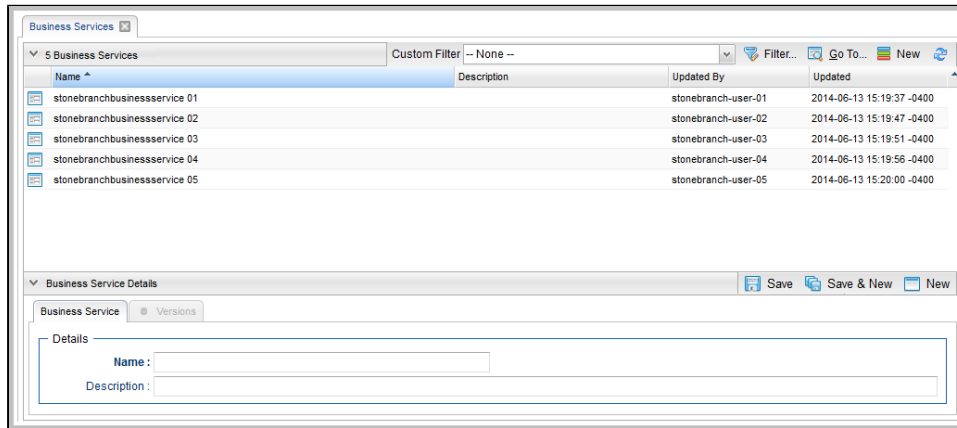 Business Services
5 Business Services Custom Filter -- None -- Filter... Go To... New
Name Description Updated By Updated
stonebranchbusinessservice 01 stonebranch-user-01 2014-06-13 15:19:37 -0400
stonebranchbusinessservice 02 stonebranch-user-02 2014-06-13 15:19:47 -0400
stonebranchbusinessservice 03 stonebranch-user-03 2014-06-13 15:19:51 -0400
stonebranchbusinessservice 04 stonebranch-user-04 2014-06-13 15:19:56 -0400
stonebranchbusinessservice 05 stonebranch-user-05 2014-06-13 15:20:00 -0400
Business Service Details Save Save & New New
Business Service Versions
Details
Name :
Description :